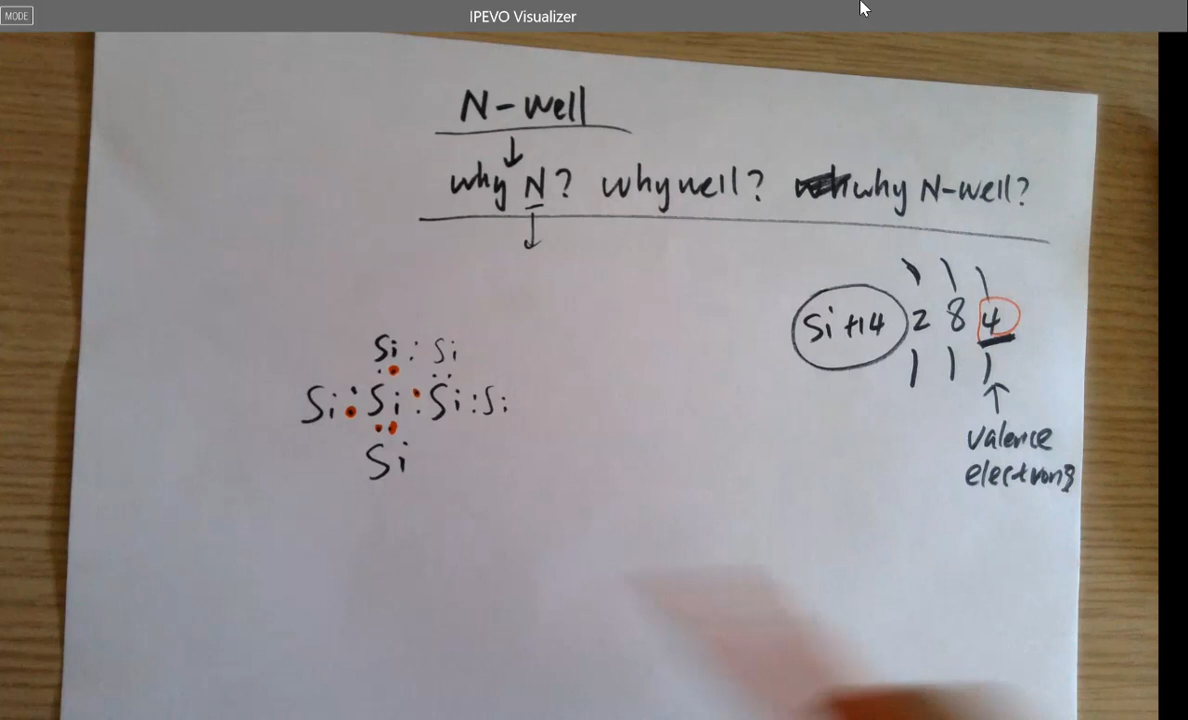 MODE
IPEVO Visualizer
N-well
why N? why well? why N-well?
Si +14 2 8 4
Si : Si
Si : Si : Si : Si
Si
valence
electrons